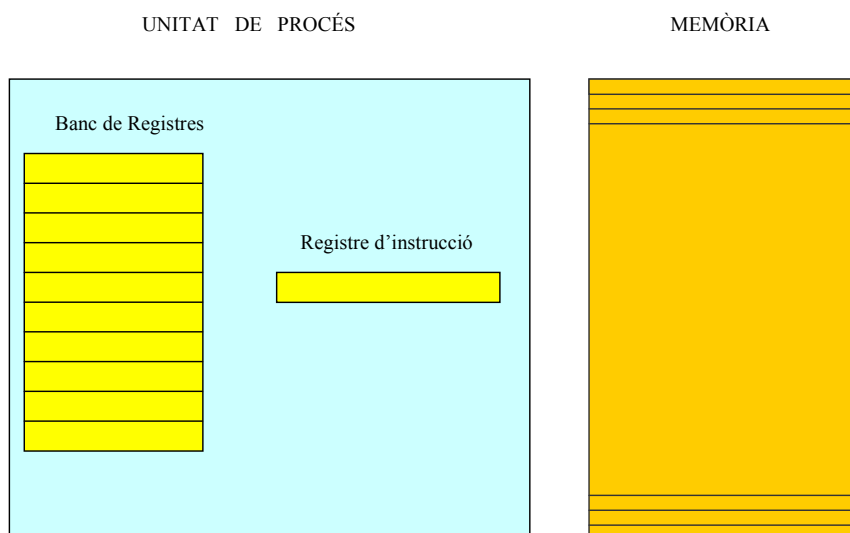 UNITAT DE PROCÉS
MEMÒRIA
Banc de Registres
Registre d’instrucció